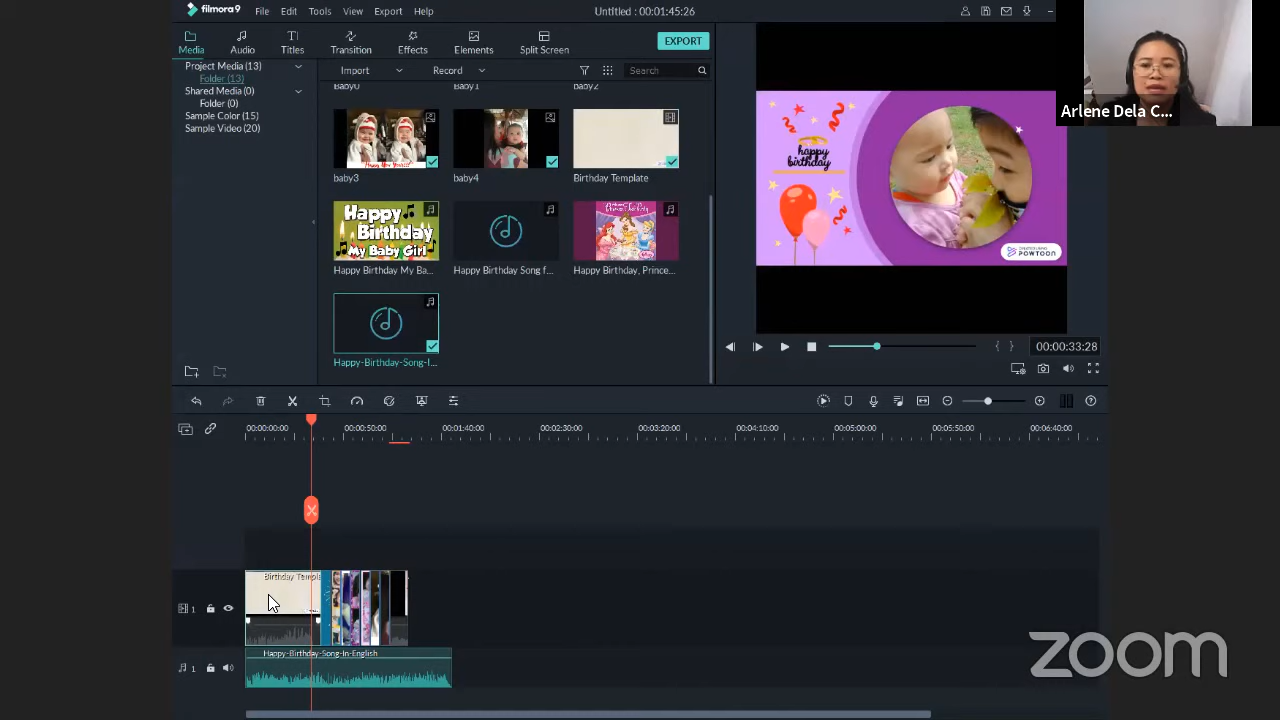 filmora9 File Edit Tools View Export Help Untitled : 00:01:45:26
Media Audio Titles Transition Effects Elements Split Screen EXPORT
Project Media (13)
Folder (13)
Shared Media (0)
Folder (0)
Sample Color (15)
Sample Video (20)
Import Record Search
Baby0 Baby1 baby2
baby3 baby4 Birthday Template
Happy Birthday My Baby Girl
Happy Birthday My Ba... Happy Birthday Song f... Happy Birthday, Prince...
Happy-Birthday-Song-I...
happy
birthday
POWTOON
00:00:33:28
Arlene Dela C...
00:00:00:00 00:00:50:00 00:01:40:00 00:02:30:00 00:03:20:00 00:04:10:00 00:05:00:00 00:05:50:00 00:06:40:00
Birthday Templa
1
Happy-Birthday-Song-In-English
1
zoom